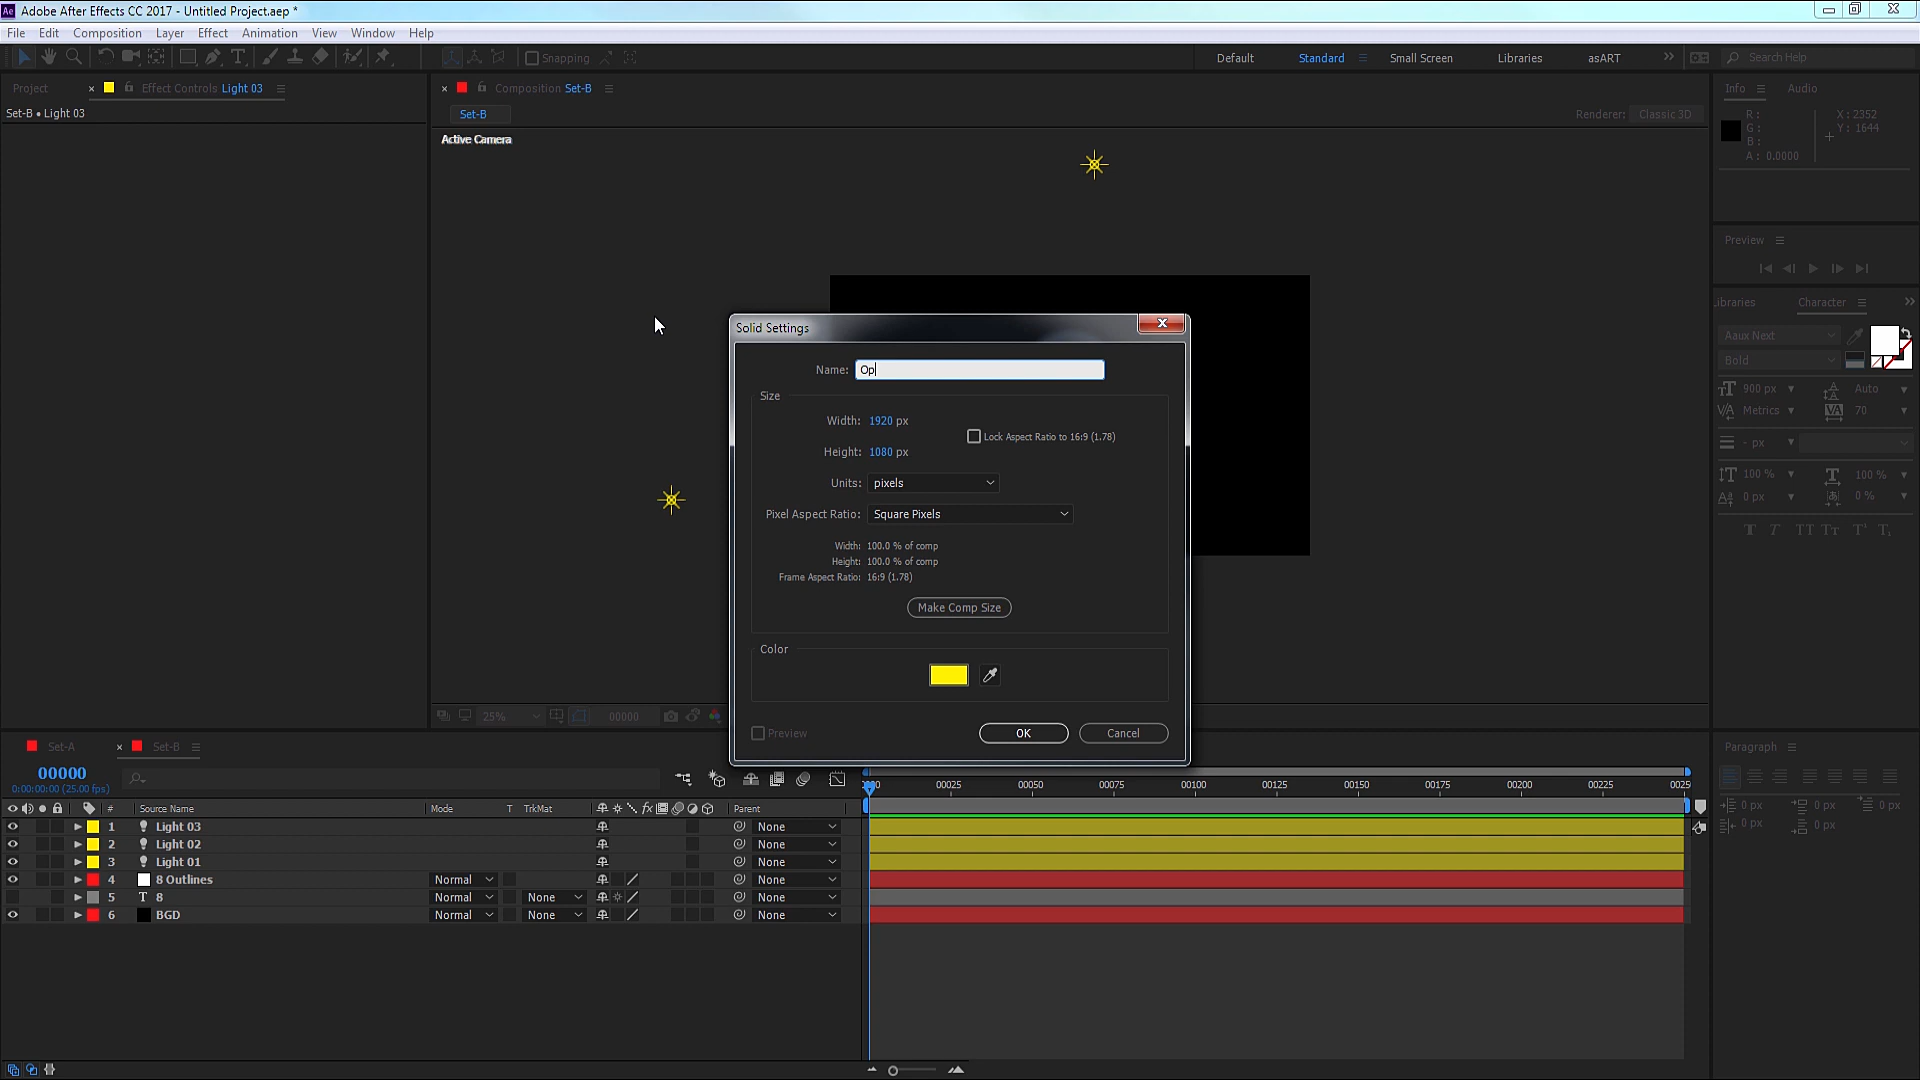 Ae Adobe After Effects CC 2017 - Untitled Project.aep *
File Edit Composition Layer Effect Animation View Window Help
Snapping Default Standard Small Screen Libraries asART Search Help
Project Effect Controls Light 03
Set-B • Light 03
Composition Set-B
Set-B
Renderer: Classic 3D
Active Camera
Info Audio
R :
G :
B :
A : 0.0000
X : 2352
Y : 1644
Preview
Libraries Character
Aaux Next
Bold
900 px Auto
Metrics 70
- px
100 % 100 %
0 px 0 %
Solid Settings
Name: Op
Size
Width: 1920 px
Lock Aspect Ratio to 16:9 (1.78)
Height: 1080 px
Units: pixels
Pixel Aspect Ratio: Square Pixels
Width: 100.0 % of comp
Height: 100.0 % of comp
Frame Aspect Ratio: 16:9 (1.78)
Make Comp Size
Color
Preview OK Cancel
25% 00000
Set-A Set-B
00000
0:00:00:00 (25.00 fps)
# Source Name Mode T TrkMat fx Parent
00025 00050 00075 00100 00125 00150 00175 00200 00225 0025
1 Light 03 None
2 Light 02 None
3 Light 01 None
4 8 Outlines Normal None
5 T 8 Normal None None
6 BGD Normal None None
Paragraph
0 px 0 px 0 px
0 px 0 px